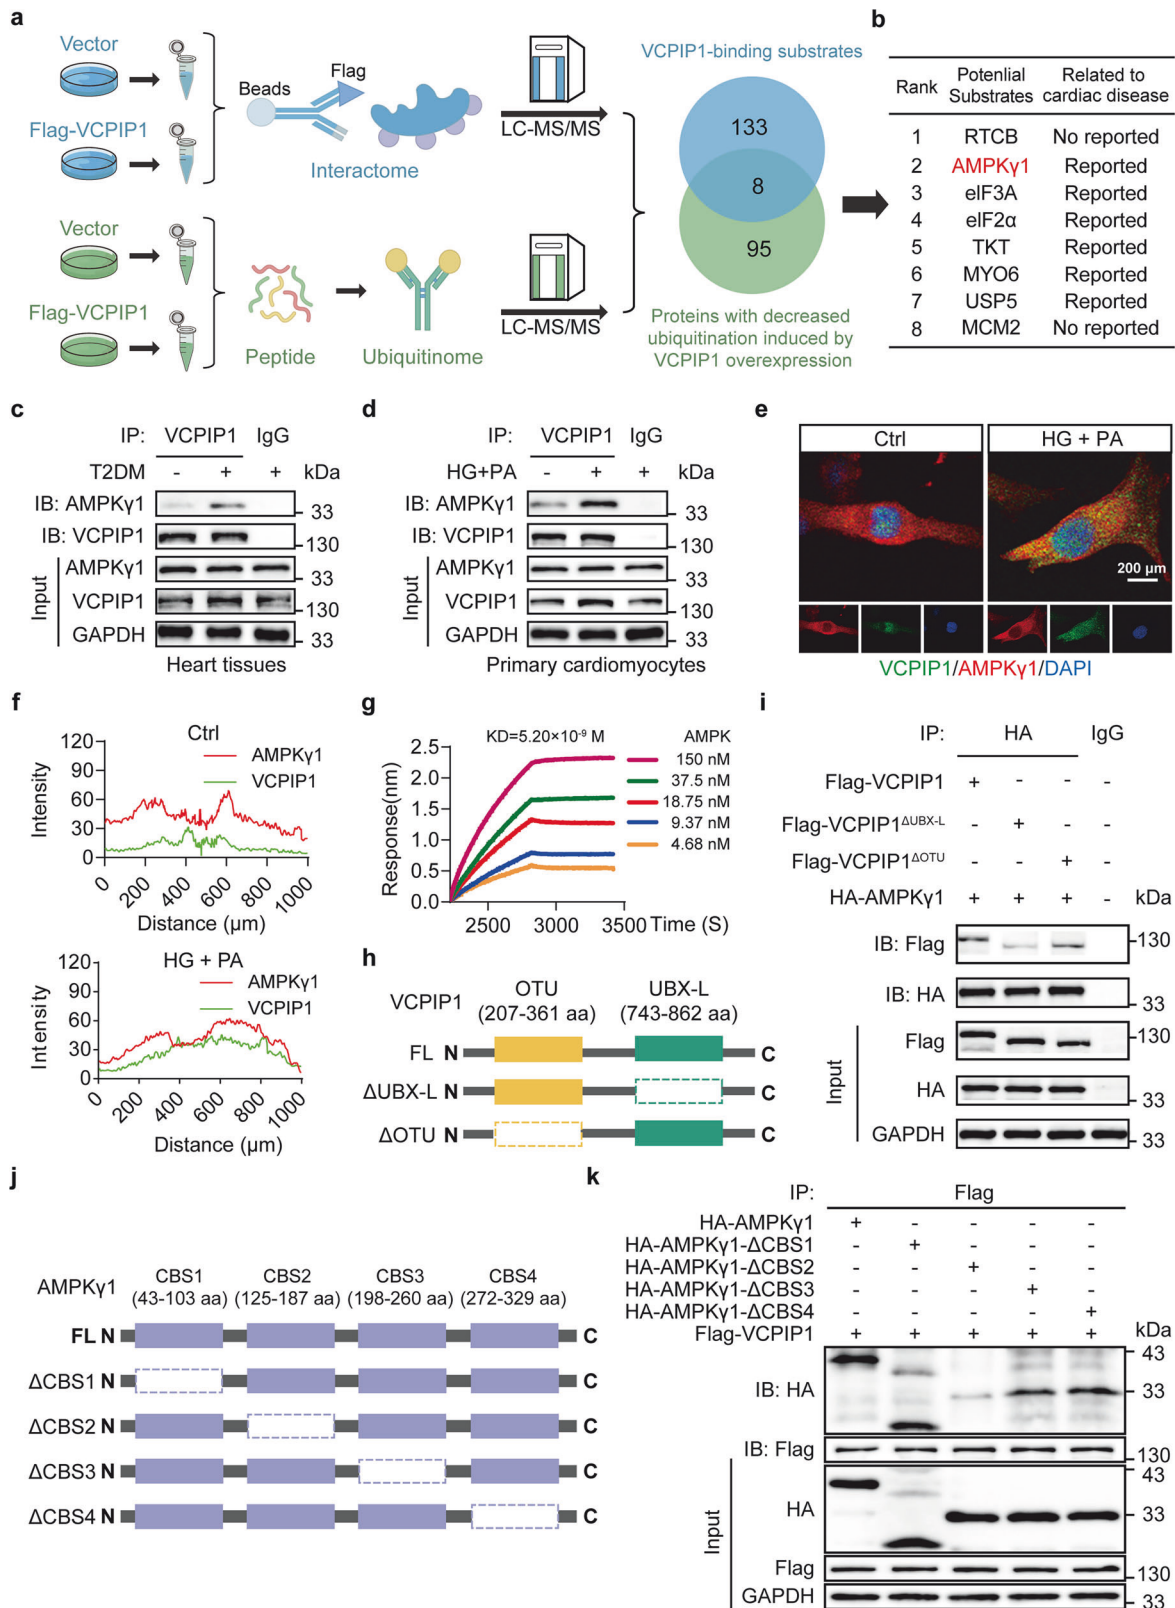 a
Vector
Flag-VCPIP1
Beads
Flag
Interactome
LC-MS/MS
Vector
Flag-VCPIP1
Peptide
Ubiquitinome
LC-MS/MS
VCPIP1-binding substrates
133
8
95
Proteins with decreased
ubiquitination induced by
VCPIP1 overexpression
b
Rank Potential Substrates Related to cardiac disease
1 RTCB No reported
2 AMPKγ1 Reported
3 eIF3A Reported
4 eIF2α Reported
5 TKT Reported
6 MYO6 Reported
7 USP5 Reported
8 MCM2 No reported
c
IP: VCPIP1 IgG
T2DM - + + kDa
IB: AMPKγ1 33
IB: VCPIP1 130
Input
AMPKγ1 33
VCPIP1 130
GAPDH 33
Heart tissues
d
IP: VCPIP1 IgG
HG+PA - + + kDa
IB: AMPKγ1 33
IB: VCPIP1 130
Input
AMPKγ1 33
VCPIP1 130
GAPDH 33
Primary cardiomyocytes
e
Ctrl HG + PA
200 μm
VCPIP1/AMPKγ1/DAPI
f
Ctrl
AMPKγ1
VCPIP1
Intensity
120
90
60
30
0
0 200 400 600 800 1000
Distance (μm)
HG + PA
AMPKγ1
VCPIP1
Intensity
120
90
60
30
0
0 200 400 600 800 1000
Distance (μm)
g
KD=5.20×10⁻⁹ M
AMPK
150 nM
37.5 nM
18.75 nM
9.37 nM
4.68 nM
Response(nm)
2.5
2.0
1.5
1.0
0.5
0.0
2500 3000 3500 Time (S)
h
VCPIP1 OTU UBX-L
(207-361 aa) (743-862 aa)
FL N C
ΔUBX-L N C
ΔOTU N C
i
IP: HA IgG
Flag-VCPIP1 + - - -
Flag-VCPIP1ΔUBX-L - + - -
Flag-VCPIP1ΔOTU - - + -
HA-AMPKγ1 + + + - kDa
IB: Flag 130
IB: HA 33
Input
Flag 130
HA 33
GAPDH 33
j
AMPKγ1 CBS1 CBS2 CBS3 CBS4
(43-103 aa) (125-187 aa) (198-260 aa) (272-329 aa)
FL N C
ΔCBS1 N C
ΔCBS2 N C
ΔCBS3 N C
ΔCBS4 N C
k
IP: Flag
HA-AMPKγ1 + - - - -
HA-AMPKγ1-ΔCBS1 - + - - -
HA-AMPKγ1-ΔCBS2 - - + - -
HA-AMPKγ1-ΔCBS3 - - - + -
HA-AMPKγ1-ΔCBS4 - - - - +
Flag-VCPIP1 + + + + + kDa
43
IB: HA 33
IB: Flag 130
Input
43
HA 33
Flag 130
GAPDH 33